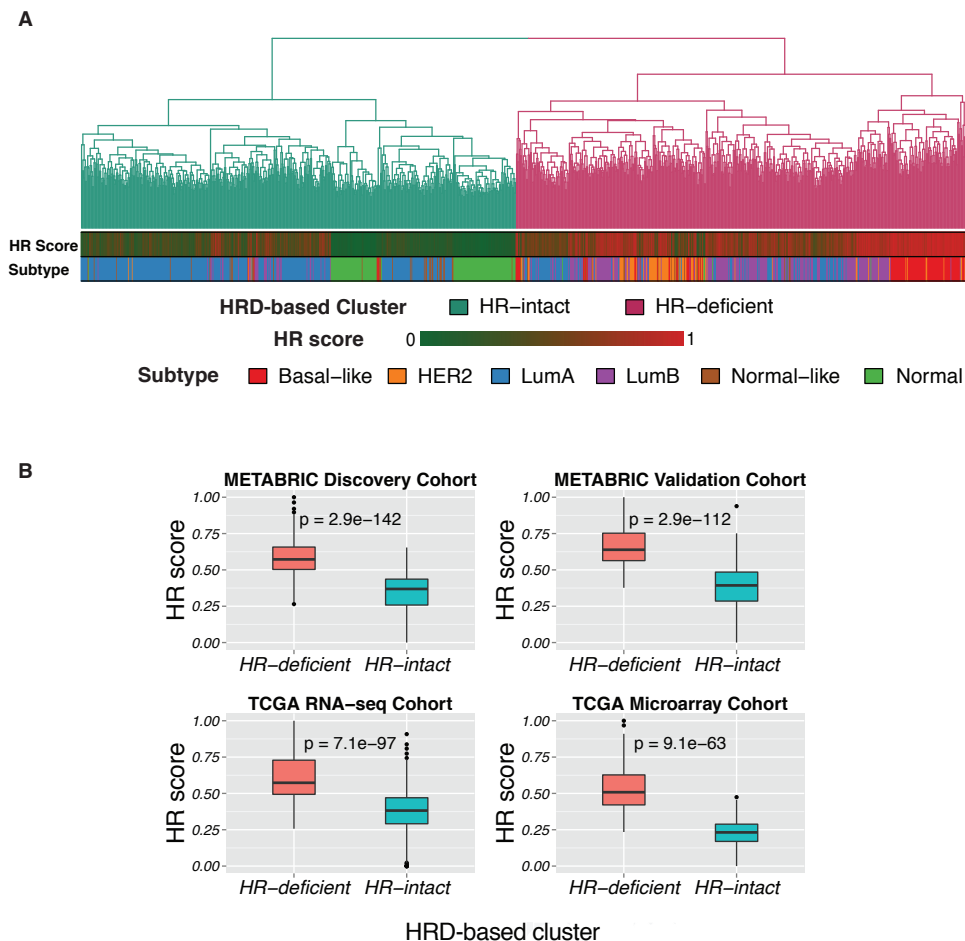 A
HR Score
Subtype
HRD-based Cluster HR-intact HR-deficient
HR score 0 1
Subtype Basal-like HER2 LumA LumB Normal-like Normal
B
METABRIC Discovery Cohort METABRIC Validation Cohort
HR score 1.00 0.75 0.50 0.25 0.00 p = 2.9e-142
HR-deficient HR-intact
HR score 1.00 0.75 0.50 0.25 0.00 p = 2.9e-112
HR-deficient HR-intact
TCGA RNA-seq Cohort TCGA Microarray Cohort
HR score 1.00 0.75 0.50 0.25 0.00 p = 7.1e-97
HR-deficient HR-intact
HR score 1.00 0.75 0.50 0.25 0.00 p = 9.1e-63
HR-deficient HR-intact
HRD-based cluster